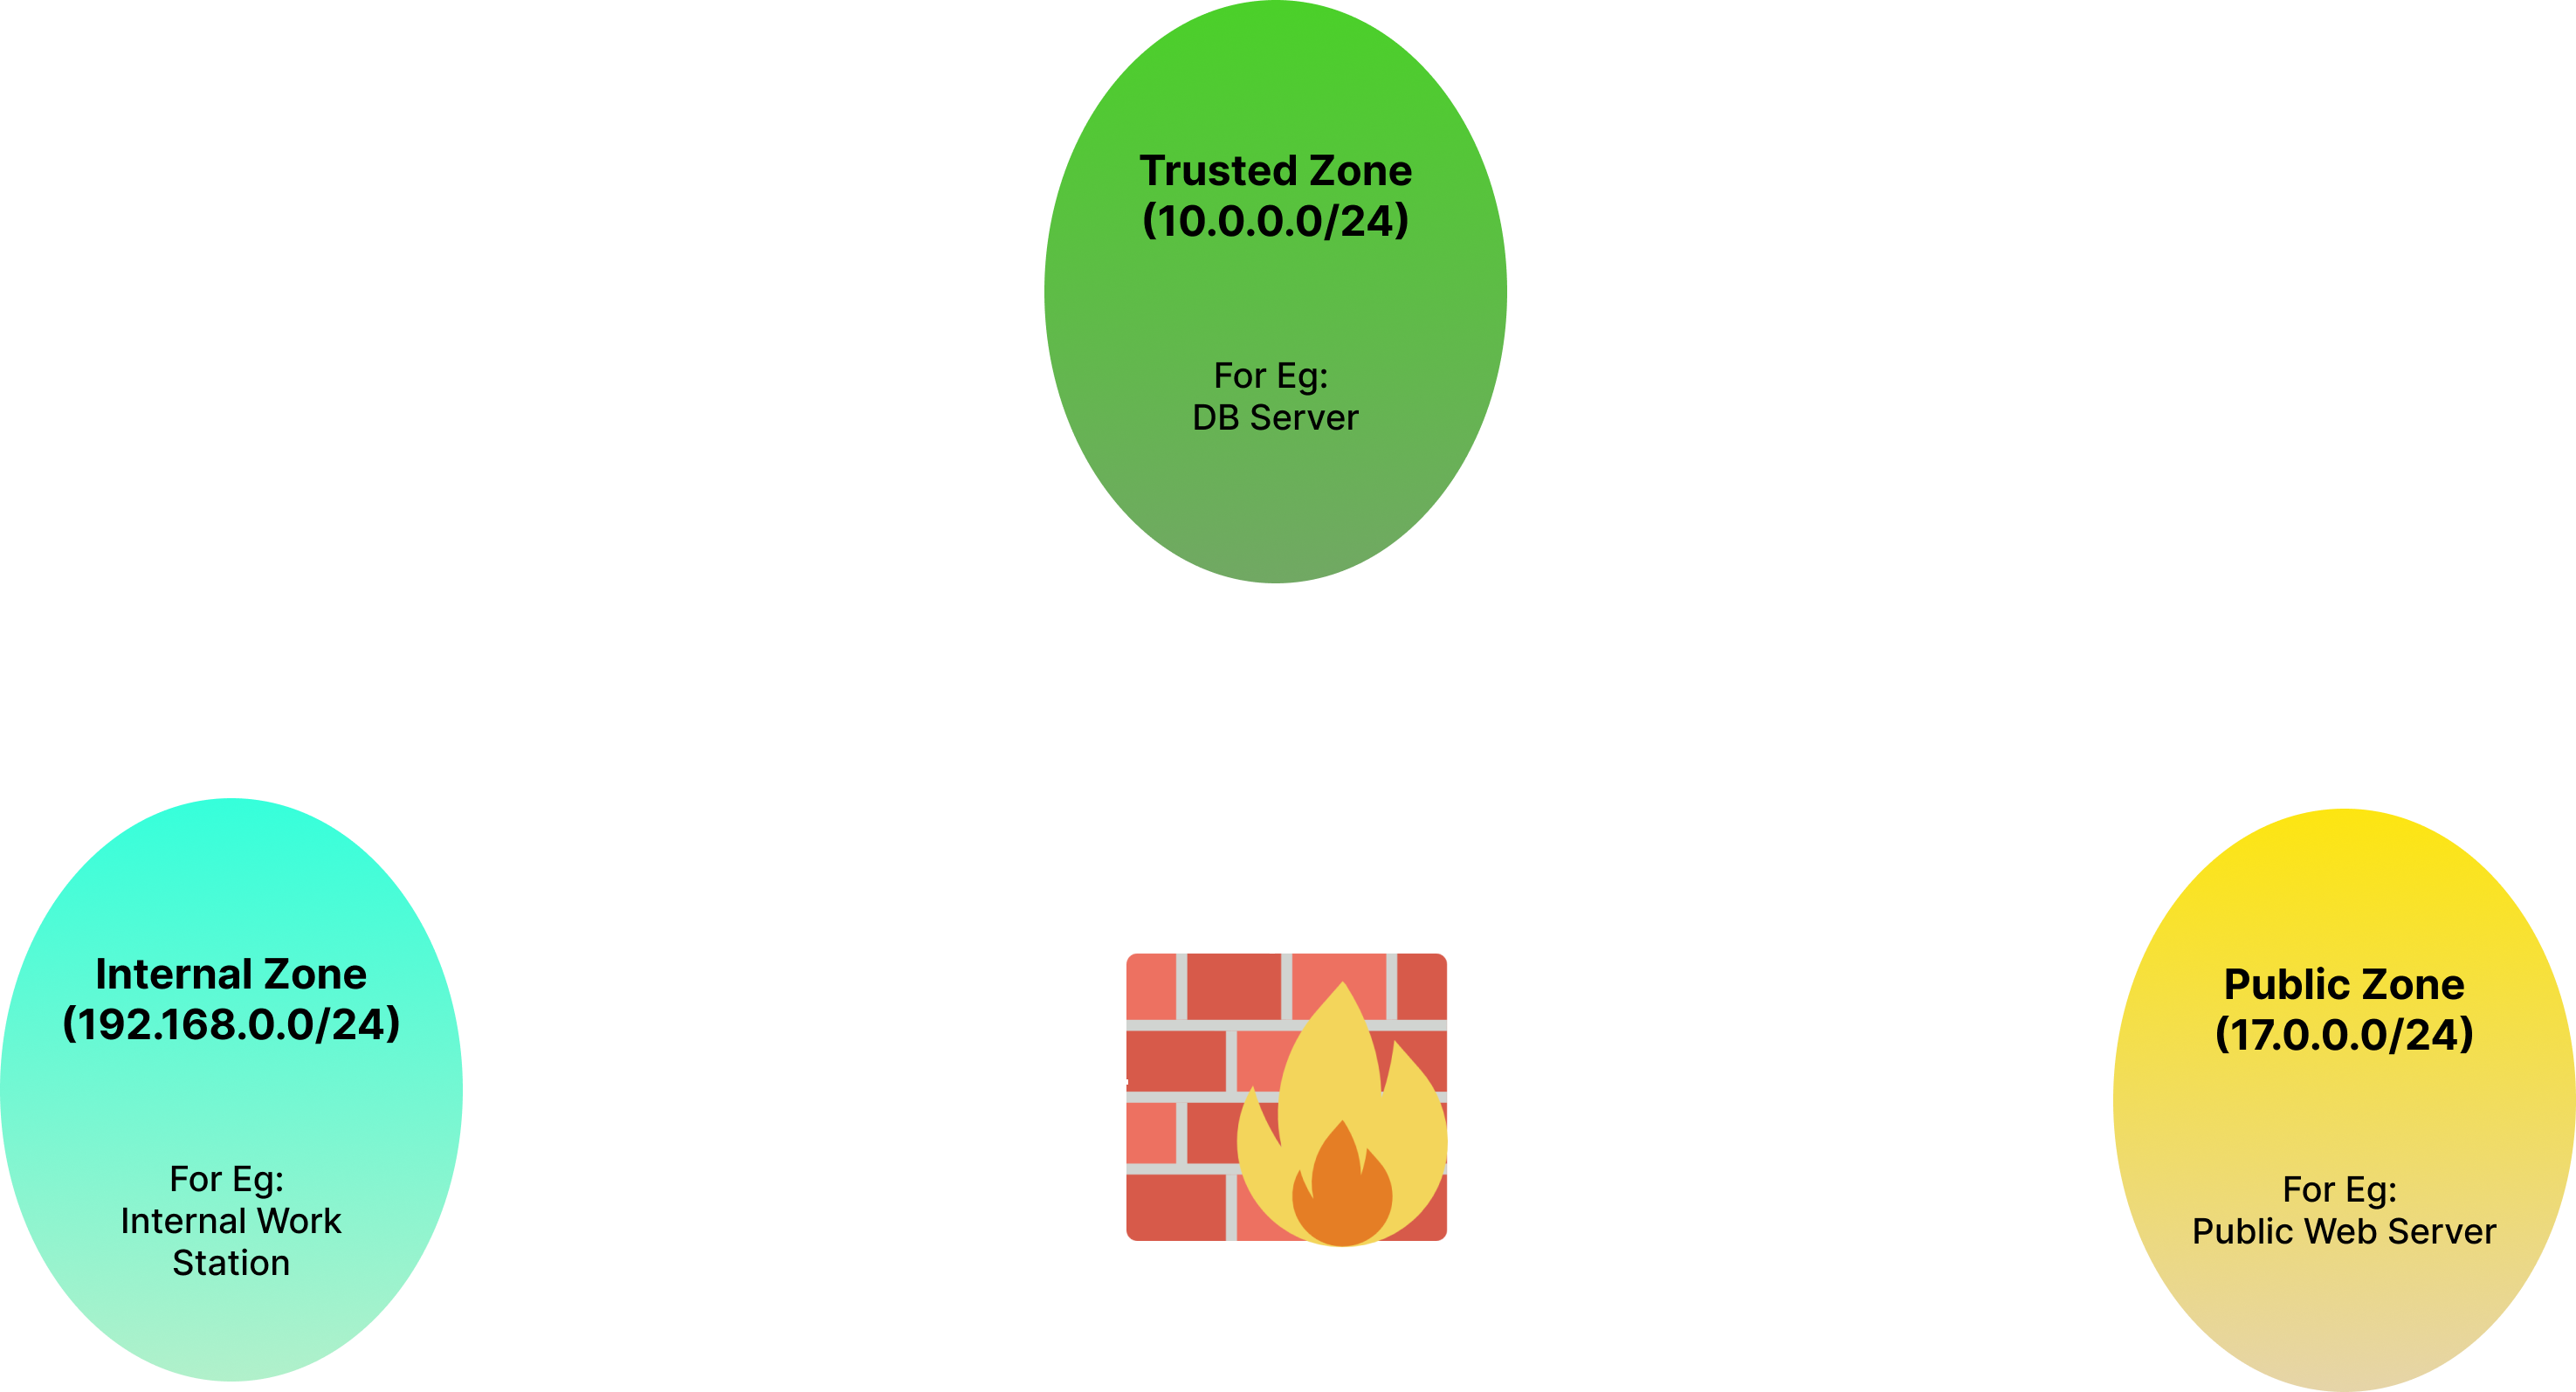 Trusted Zone
(10.0.0.0/24)
For Eg:
DB Server
Internal Zone
(192.168.0.0/24)
For Eg:
Internal Work
Station
Public Zone
(17.0.0.0/24)
For Eg:
Public Web Server